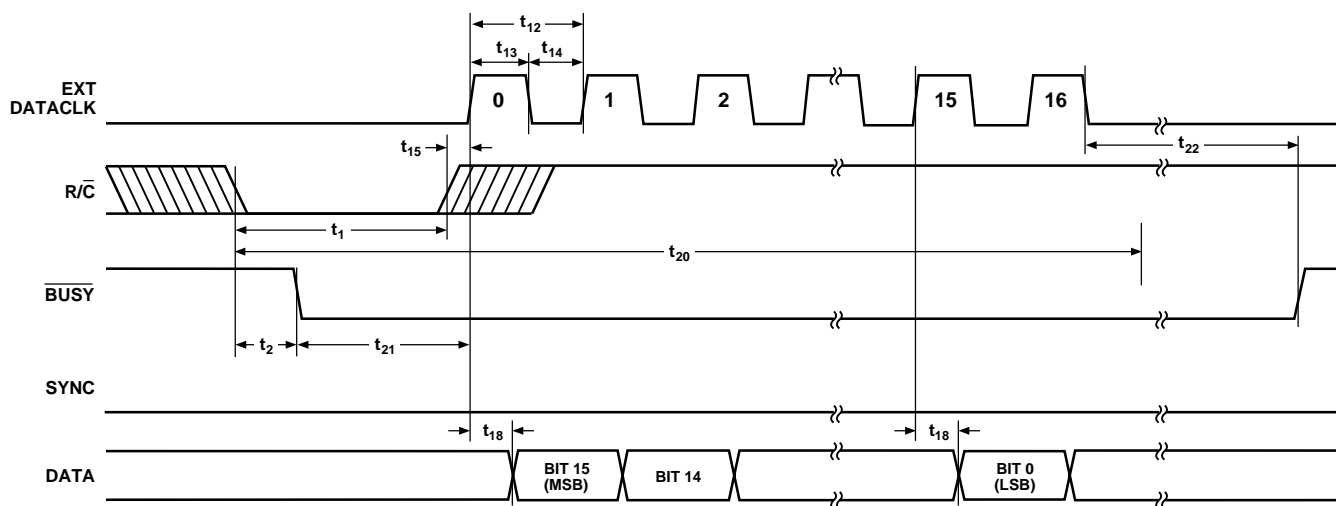 t12
t13 t14
EXT
DATACLK
0 1 2 15 16
t15
t22
R/C̅
t1
t20
B̅U̅S̅Y̅
t2 t21
SYNC
t18 t18
DATA
BIT 15
(MSB)
BIT 14
BIT 0
(LSB)